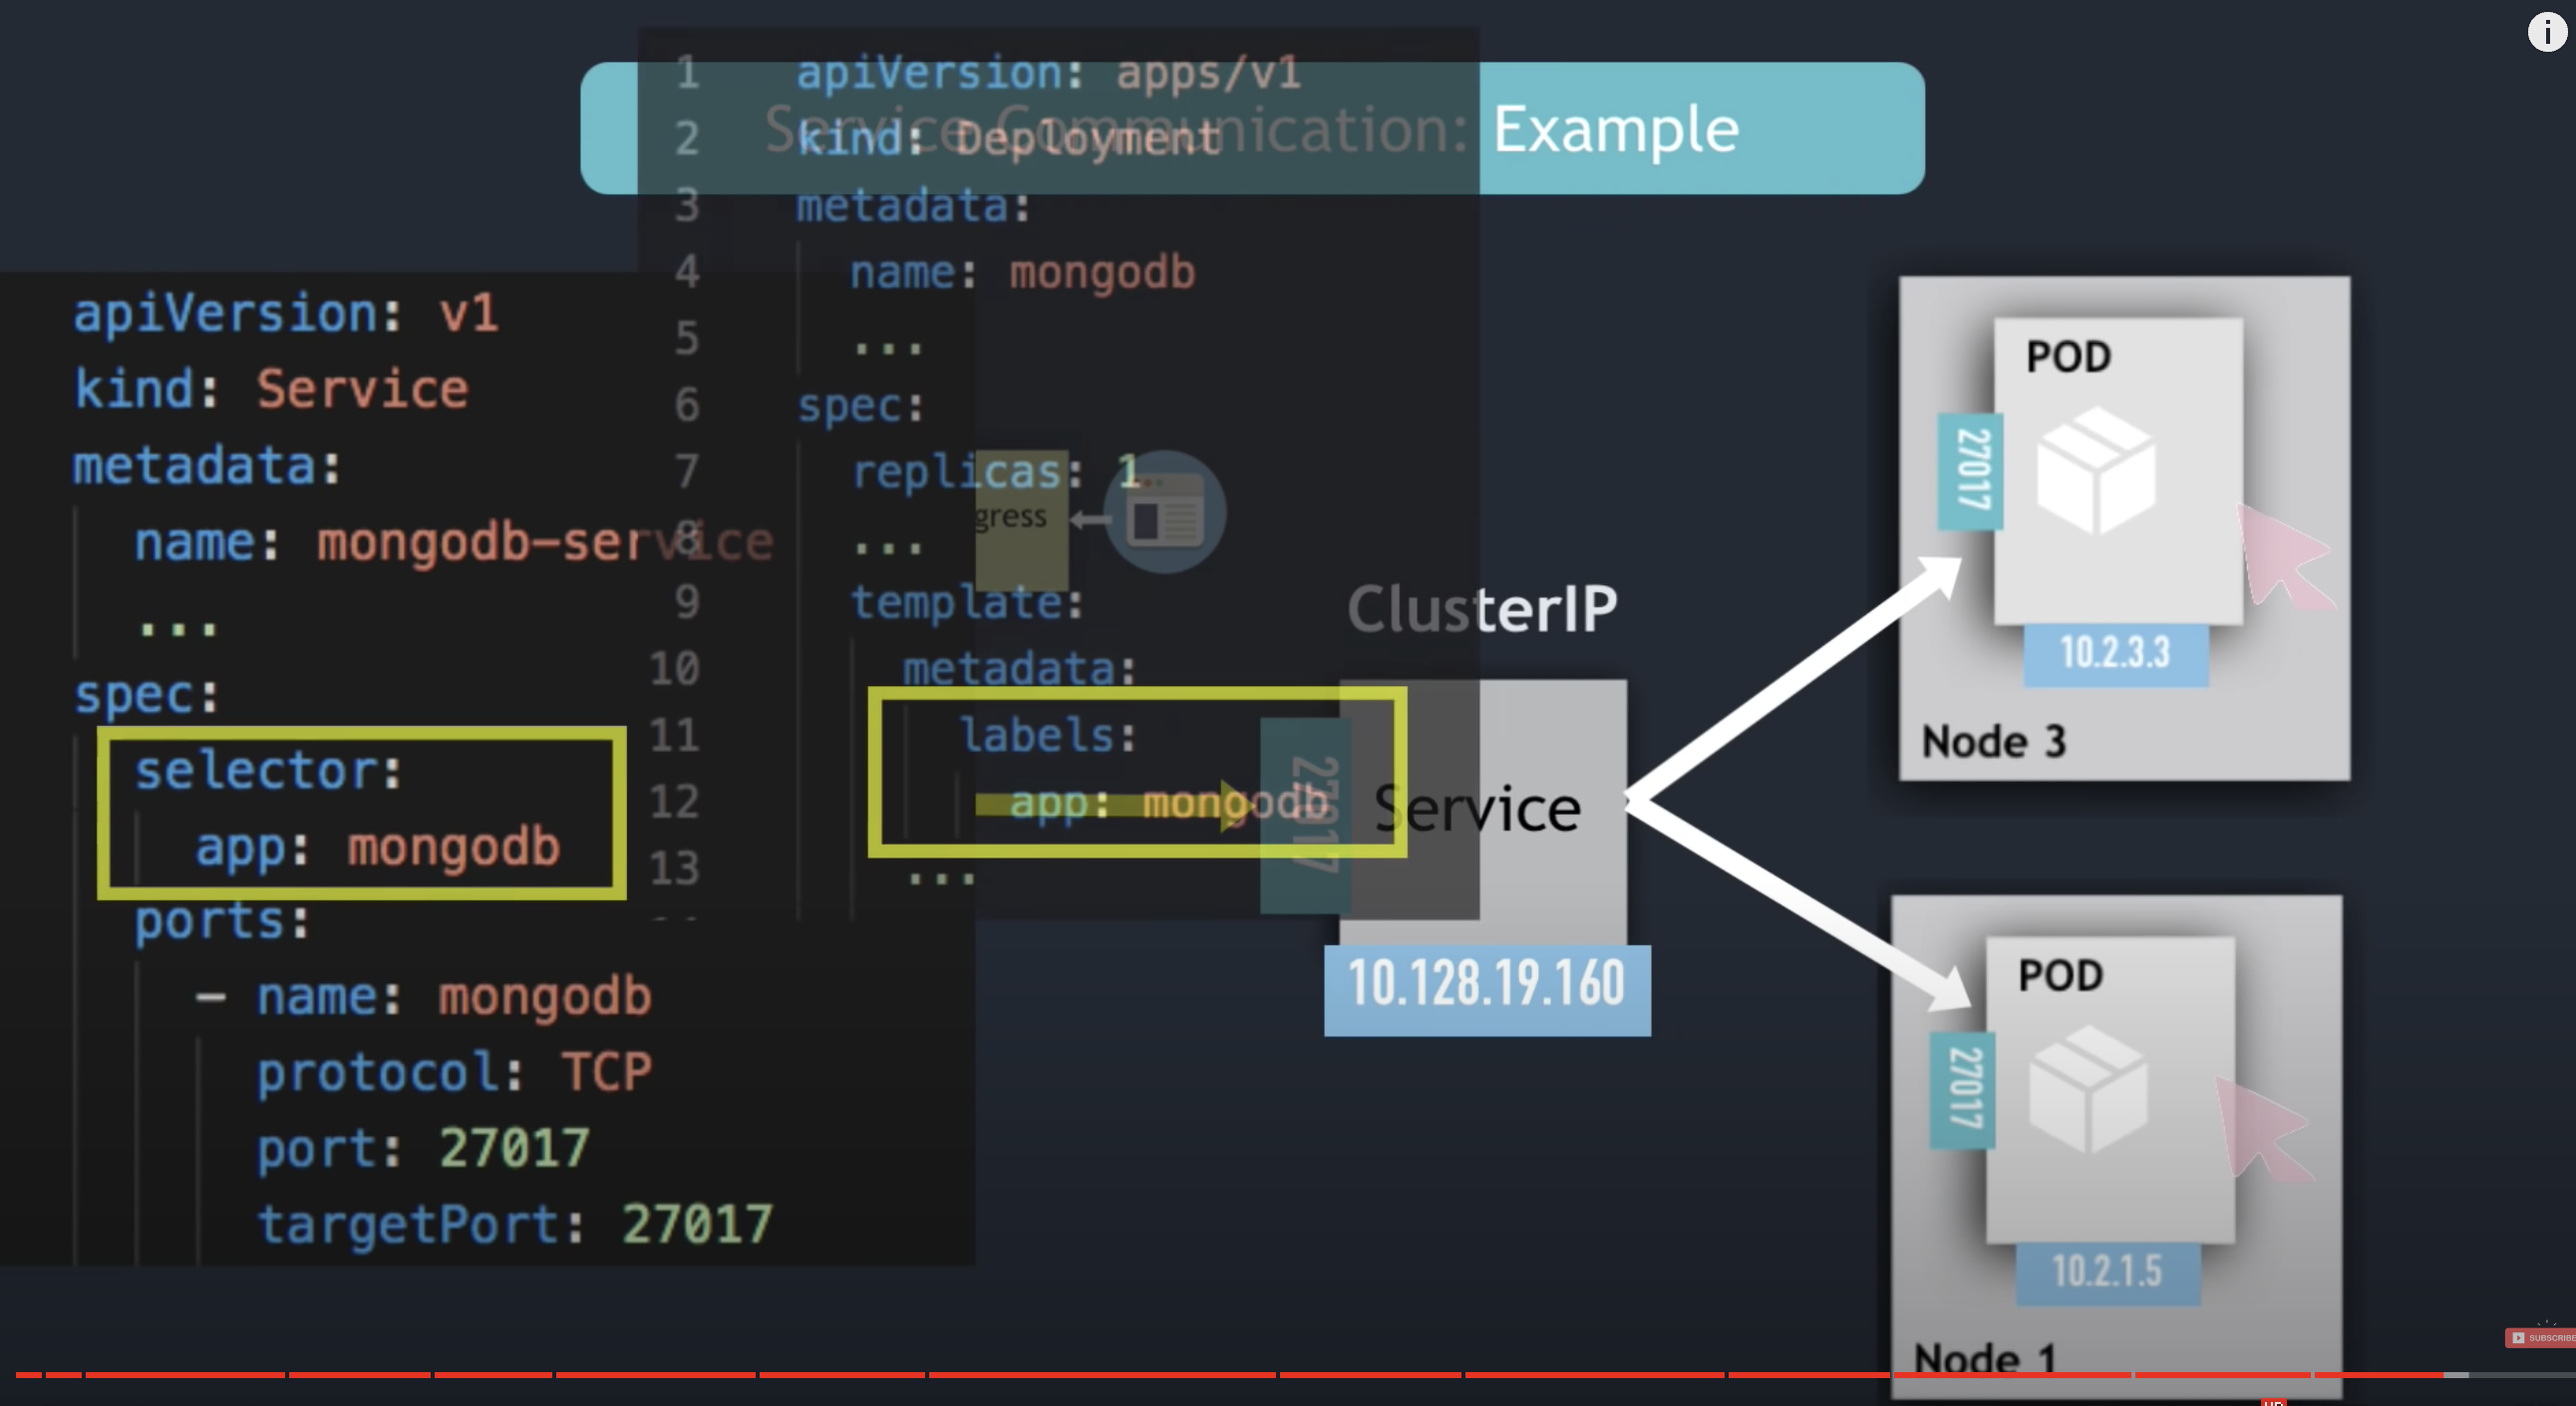 Service Communication: Example
apiVersion: v1
kind: Service
metadata:
name: mongodb-service
...
spec:
selector:
app: mongodb
ports:
- name: mongodb
protocol: TCP
port: 27017
targetPort: 27017
1 apiVersion: apps/v1
2 kind: Deployment
3 metadata:
4 name: mongodb
5 ...
6 spec:
7 replicas: 1
8 ...
9 template:
10 metadata:
11 labels:
12 app: mongodb
13 ...
gress
ClusterIP
27017
Service
10.128.19.160
POD
27017
10.2.3.3
Node 3
POD
27017
10.2.1.5
Node 1
SUBSCRIBE